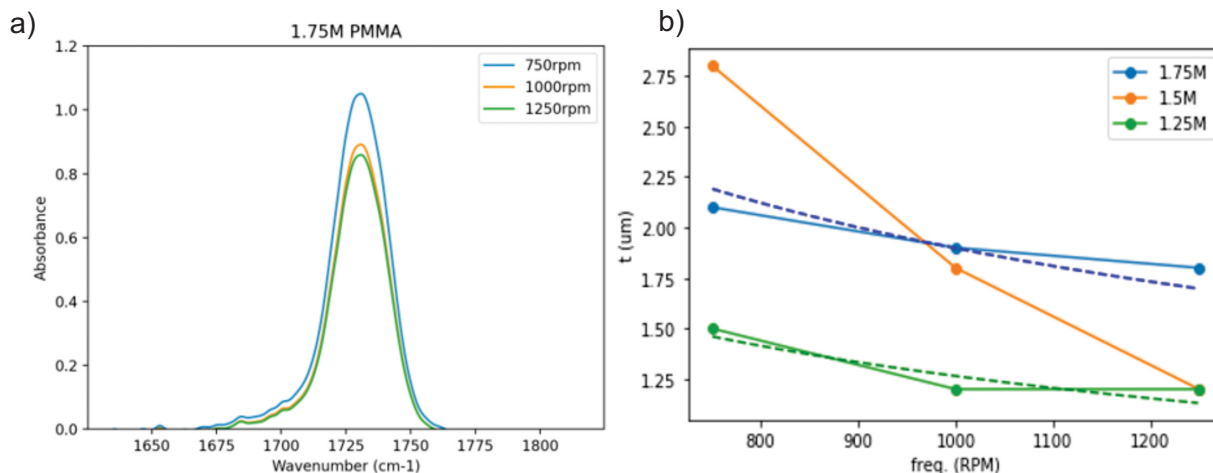 a)
1.75M PMMA
750rpm
1000rpm
1250rpm
1.2
1.0
0.8
0.6
0.4
0.2
0.0
Absorbance
1650
1675
1700
1725
1750
1775
1800
Wavenumber (cm-1)
b)
1.75M
1.5M
1.25M
2.75
2.50
2.25
2.00
1.75
1.50
1.25
t (um)
800
900
1000
1100
1200
freq. (RPM)